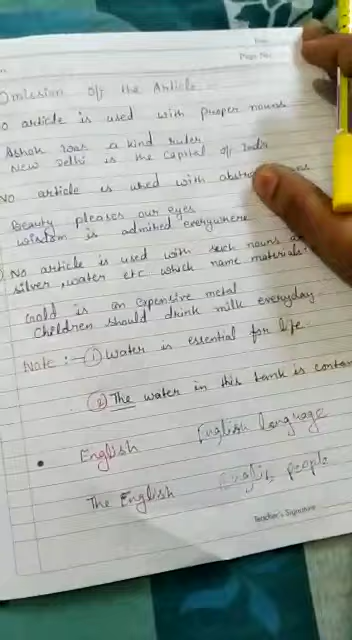 Page No.
Omission off the Article
No article is used with proper nouns
Ashok was a kind ruler
New Delhi is the capital of India
No article is used with abstract nouns
Beauty pleases our eyes
Wisdom is admired everywhere
No article is used with such nouns as
silver, water etc which name materials.
Gold is an expensive metal
Children should drink milk everyday
Note :- ① Water is essential for life.
② The water in this tank is contam
• English English language
The English English people
Teacher's Signature